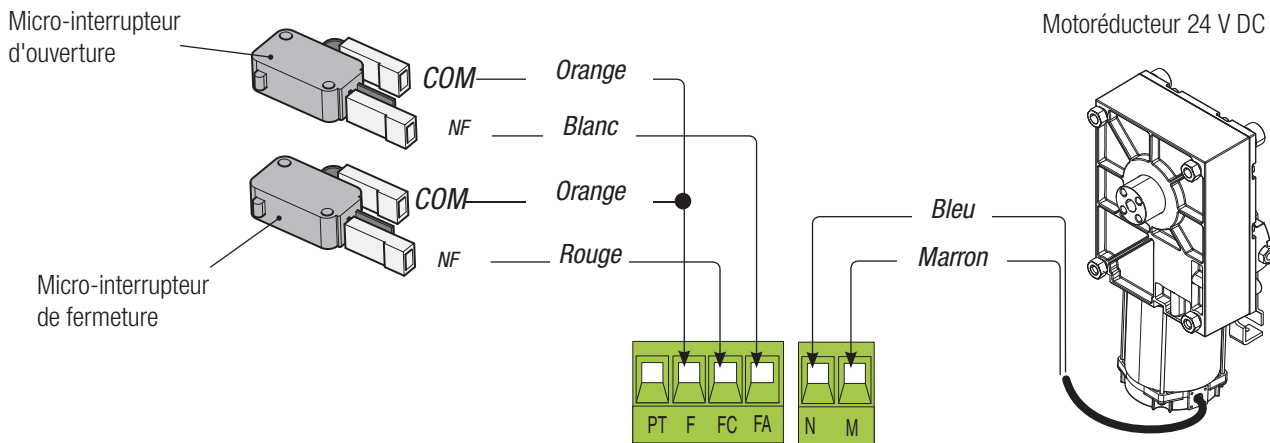 Micro-interrupteur
d'ouverture
Motoréducteur 24 V DC
COM
Orange
NF
Blanc
COM
Orange
NF
Rouge
Bleu
Marron
Micro-interrupteur
de fermeture
PT F FC FA N M